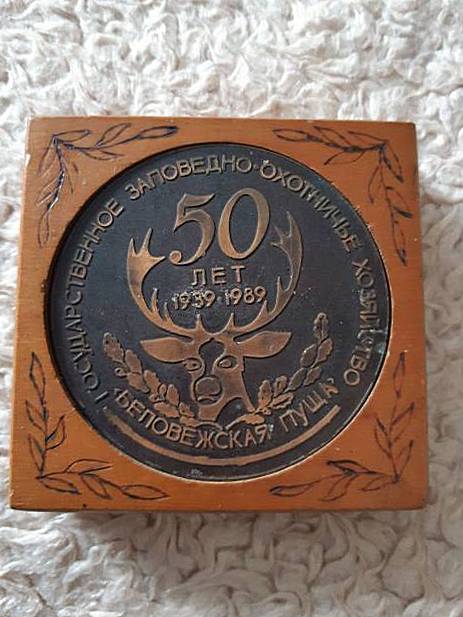 ГОСУДАРСТВЕННОЕ ЗАПОВЕДНО-ОХОТНИЧЬЕ ХОЗЯЙСТВО
50
ЛЕТ
1939-1989
"БЕЛОВЕЖСКАЯ ПУЩА"